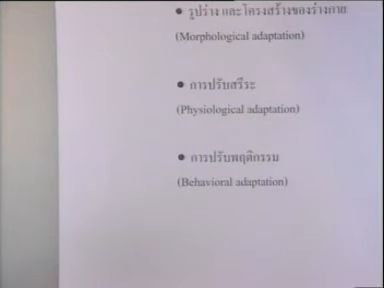 • รูปร่าง และโครงสร้างของร่างกาย
(Morphological adaptation)
• การปรับสรีระ
(Physiological adaptation)
• การปรับพฤติกรรม
(Behavioral adaptation)